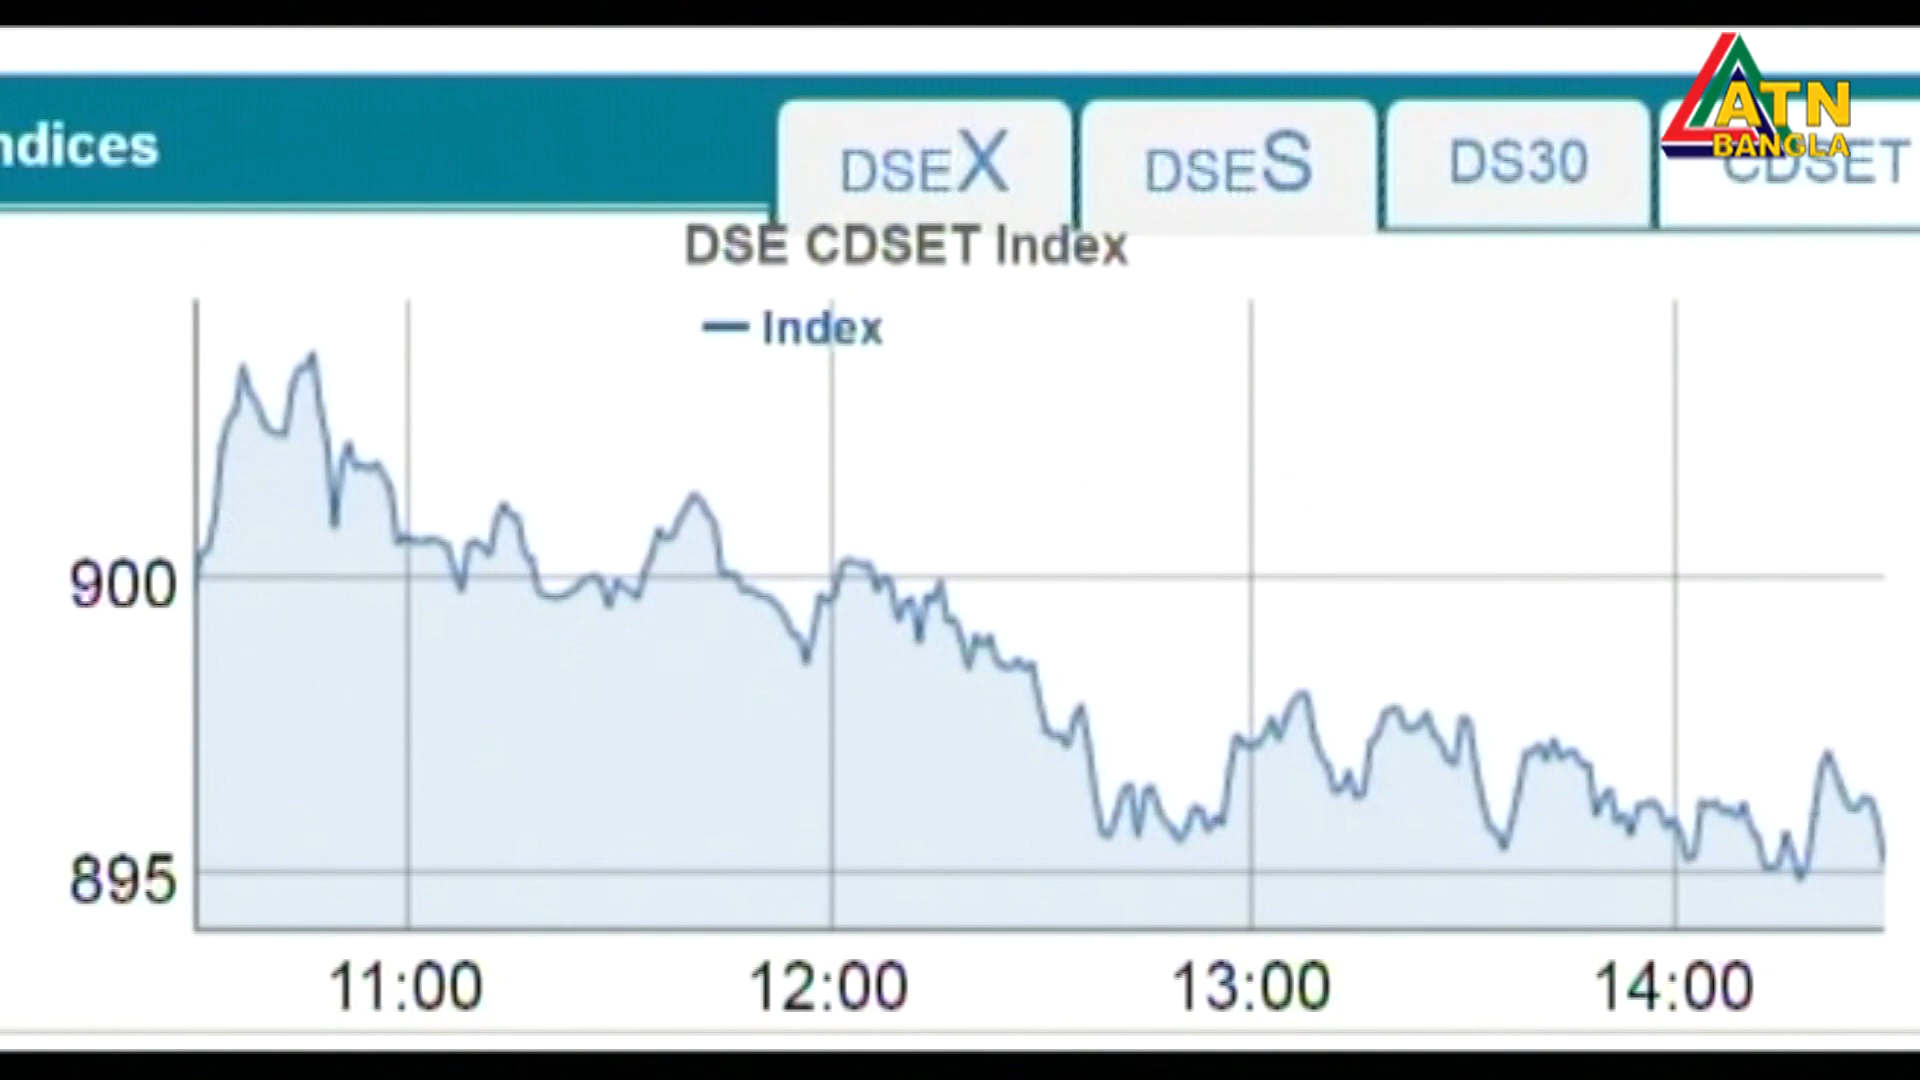 ndices
DSEX
DSES
DS30
CDSET
ATN
BANGLA
DSE CDSET Index
Index
900
895
11:00
12:00
13:00
14:00